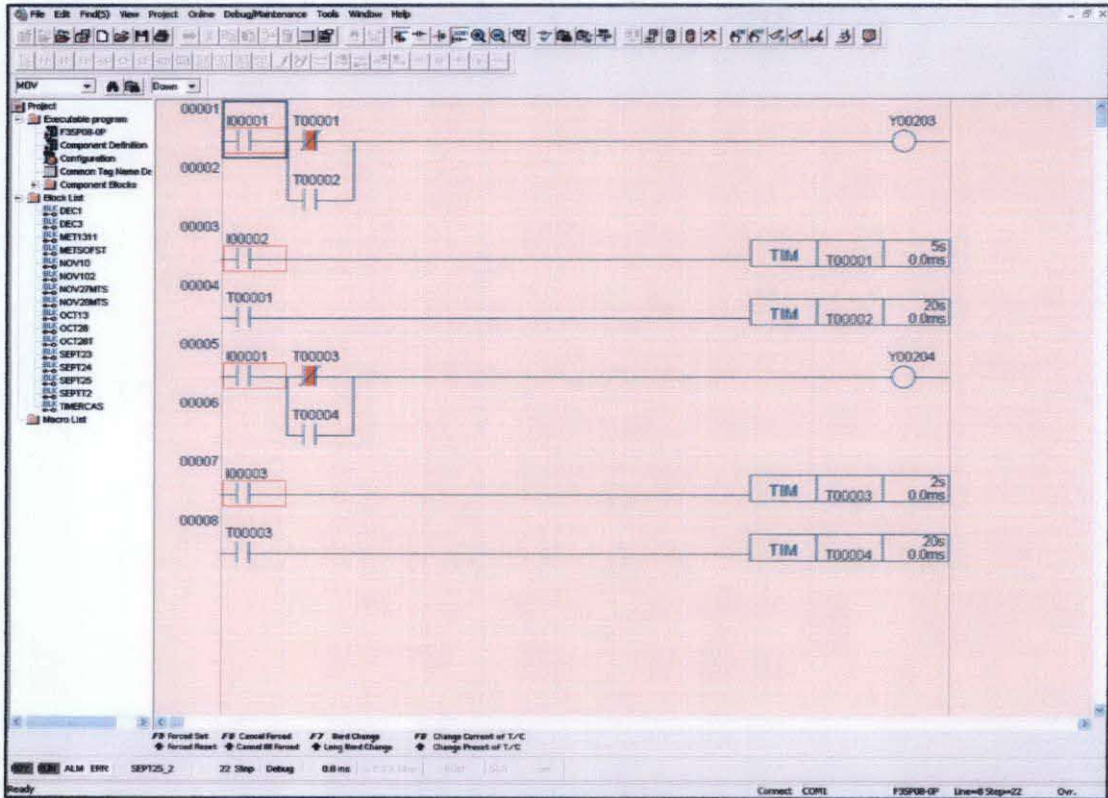 File Edit Find(S) View Project Online Debug/Maintenance Tools Window Help
MOV Down
Project
Executable program
F3SP08-0P
Component Definition
Configuration
Common Tag Name De
Component Blocks
Block List
DEC1
DEC3
MET1311
METSOFST
NOV10
NOV102
NOV27MTS
NOV28MTS
OCT13
OCT28
OCT28T
SEPT23
SEPT24
SEPT25
SEPTT2
TIMERCAS
Macro List
00001
I00001 T00001 Y00203
00002
T00002
00003
I00002
TIM T00001 5s 0.0ms
00004
T00001
TIM T00002 20s 0.0ms
00005
I00001 T00003 Y00204
00006
T00004
00007
I00003
TIM T00003 2s 0.0ms
00008
T00003
TIM T00004 20s 0.0ms
Forced Set F6 Cancel Forced F7 Word Change F8 Change Current of T/C
Forced Reset Cancel All Forced Long Word Change Change Preset of T/C
RDY RUN ALM ERR SEPT25_2 22 Step Debug 0.8 ms
Ready Connect COM1 F3SP08-0P Line=8 Step=22 Ovr.